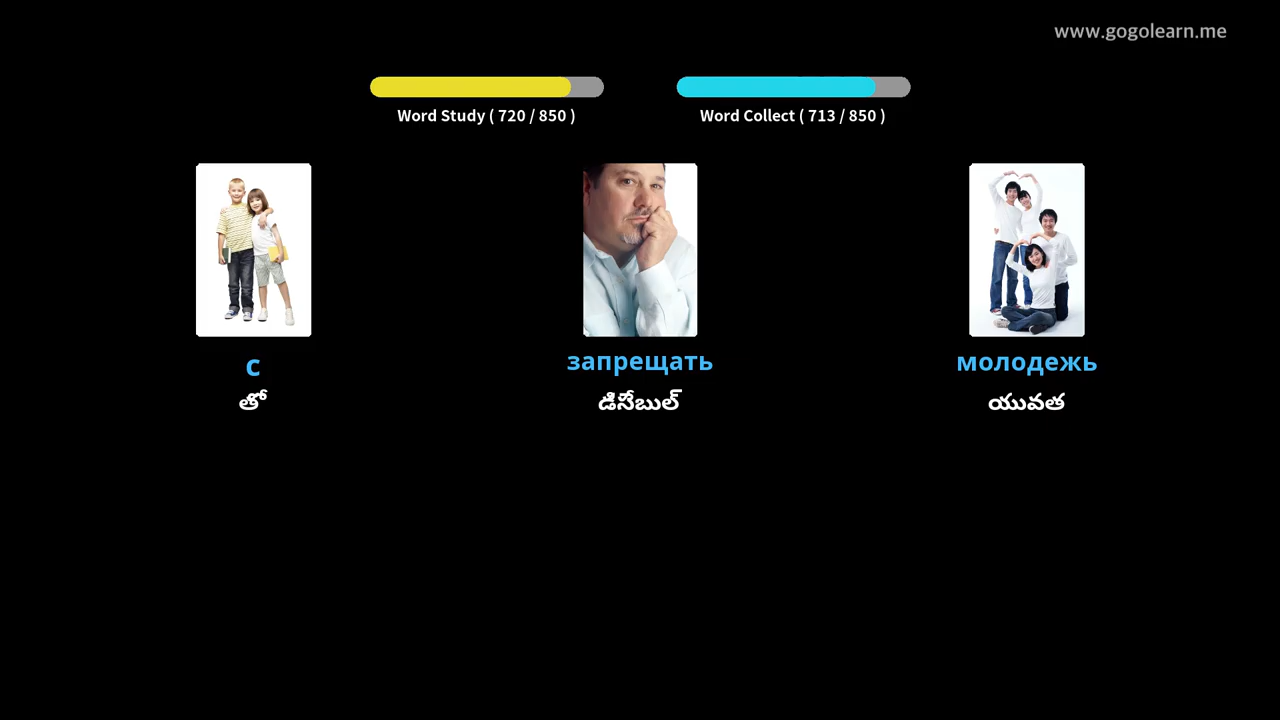 www.gogolearn.me
Word Study ( 720 / 850 )
Word Collect ( 713 / 850 )
с
запрещать
молодежь
తో
డిసేబుల్
యువత